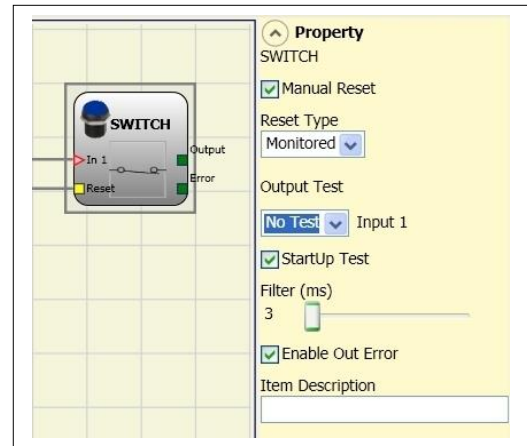 SWITCH
In 1
Reset
Output
Error
Property
SWITCH
Manual Reset
Reset Type
Monitored
Output Test
No Test Input 1
StartUp Test
Filter (ms)
3
Enable Out Error
Item Description